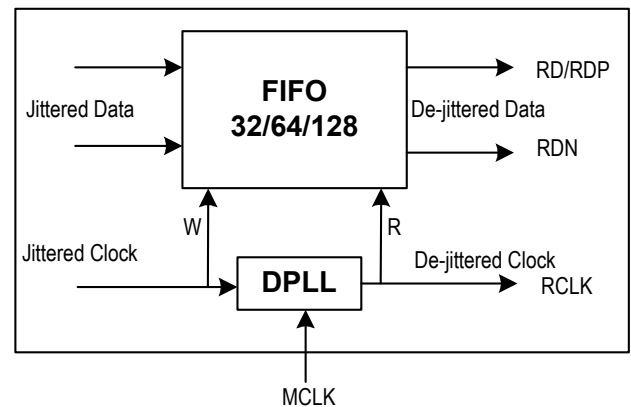 FIFO
32/64/128
Jittered Data
De-jittered Data
RD/RDP
RDN
W
R
Jittered Clock
DPLL
De-jittered Clock
RCLK
MCLK